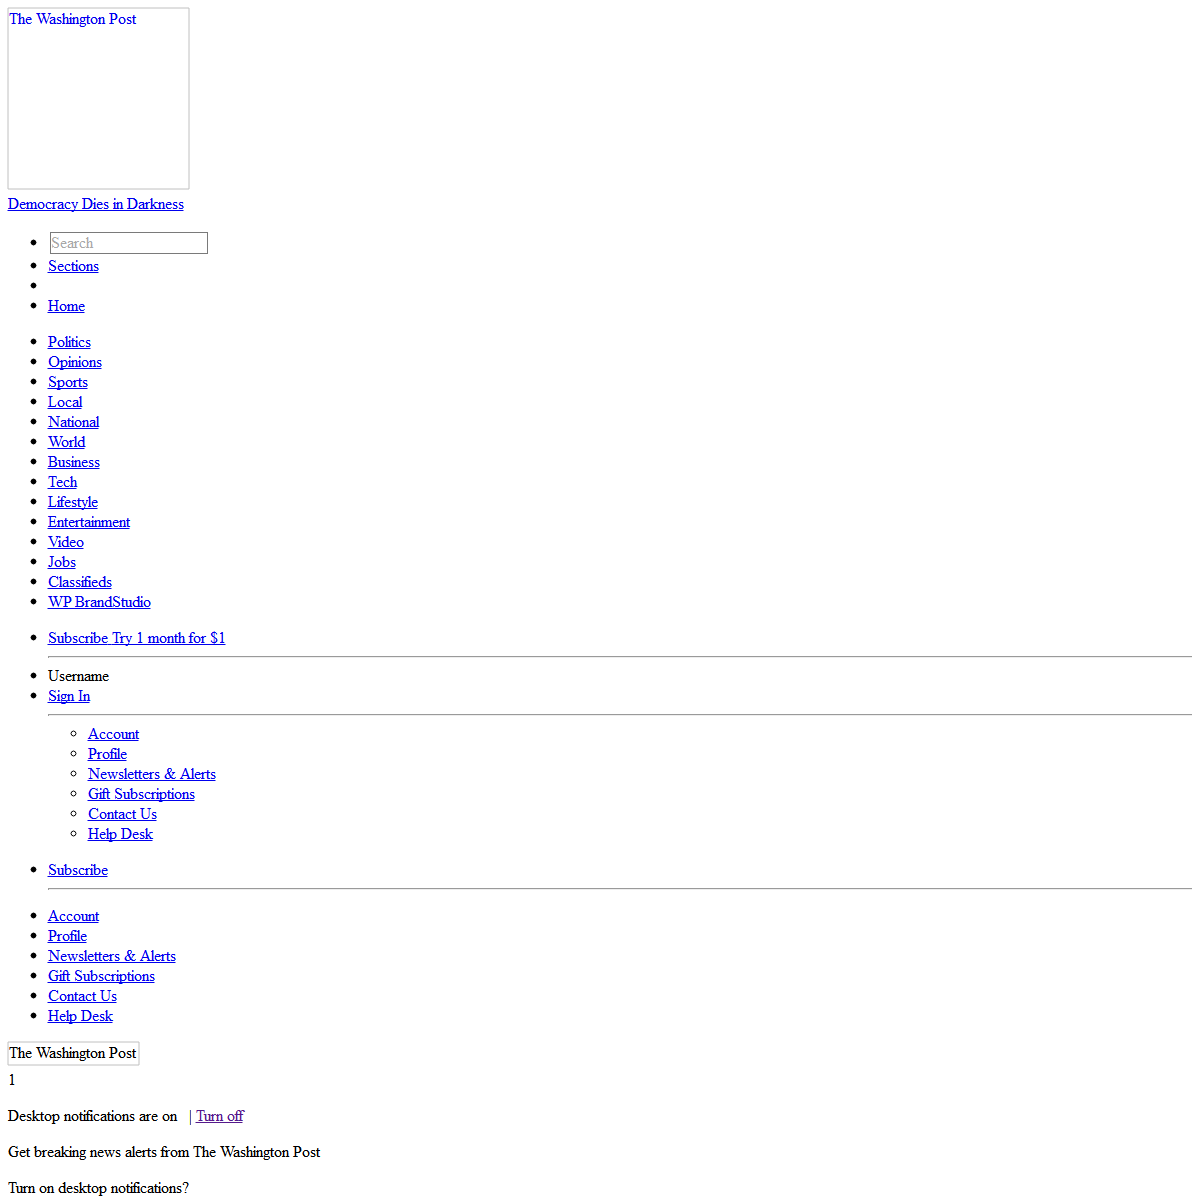 The Washington Post
Democracy Dies in Darkness
Search
Sections
Home
Politics
Opinions
Sports
Local
National
World
Business
Tech
Lifestyle
Entertainment
Video
Jobs
Classifieds
WP BrandStudio
Subscribe Try 1 month for $1
Username
Sign In
Account
Profile
Newsletters & Alerts
Gift Subscriptions
Contact Us
Help Desk
Subscribe
Account
Profile
Newsletters & Alerts
Gift Subscriptions
Contact Us
Help Desk
The Washington Post
1
Desktop notifications are on | Turn off
Get breaking news alerts from The Washington Post
Turn on desktop notifications?